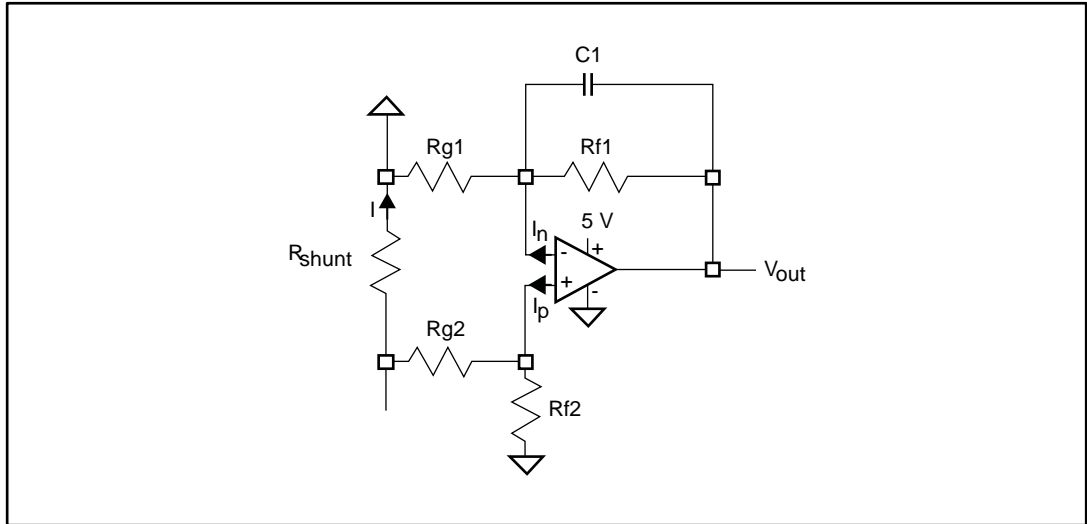 C1
Rg1
Rf1
I
In
5 V
Rshunt
-
+
+
-
Vout
Ip
Rg2
Rf2